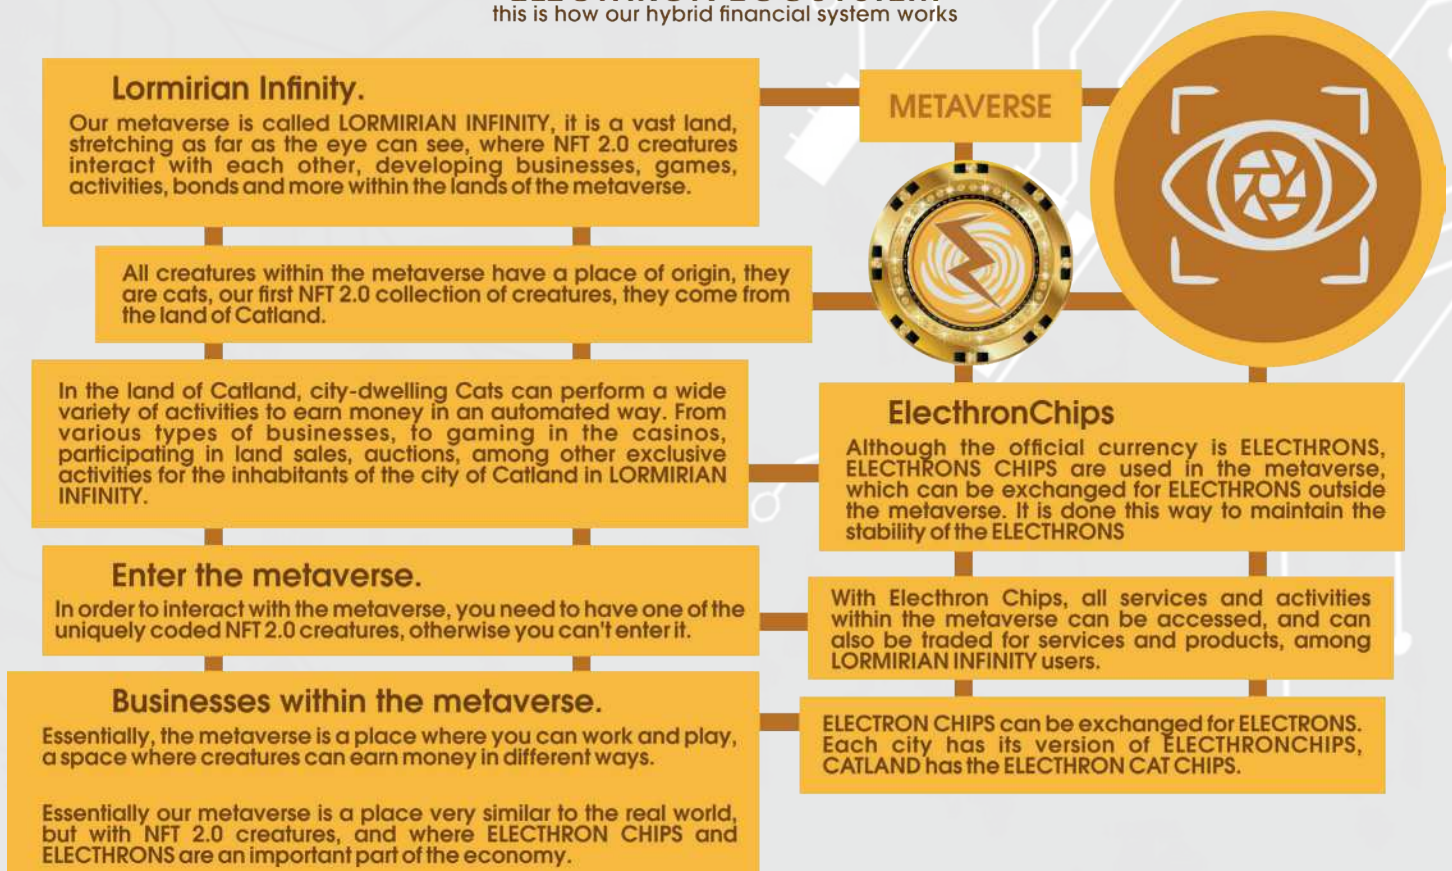 this is how our hybrid financial system works
Lormirian Infinity.
Our metaverse is called LORMIRIAN INFINITY, it is a vast land,
stretching as far as the eye can see, where NFT 2.0 creatures
interact with each other, developing businesses, games,
activities, bonds and more within the lands of the metaverse.
All creatures within the metaverse have a place of origin, they
are cats, our first NFT 2.0 collection of creatures, they come from
the land of Catland.
In the land of Catland, city-dwelling Cats can perform a wide
variety of activities to earn money in an automated way. From
various types of businesses, to gaming in the casinos,
participating in land sales, auctions, among other exclusive
activities for the inhabitants of the city of Catland in LORMIRIAN
INFINITY.
Enter the metaverse.
In order to interact with the metaverse, you need to have one of the
uniquely coded NFT 2.0 creatures, otherwise you can't enter it.
Businesses within the metaverse.
Essentially, the metaverse is a place where you can work and play,
a space where creatures can earn money in different ways.
Essentially our metaverse is a place very similar to the real world,
but with NFT 2.0 creatures, and where ELECTHRON CHIPS and
ELECTHRONS are an important part of the economy.
METAVERSE
ElecthronChips
Although the official currency is ELECTHRONS,
ELECTHRONS CHIPS are used in the metaverse,
which can be exchanged for ELECTHRONS outside
the metaverse. It is done this way to maintain the
stability of the ELECTHRONS
With Electhron Chips, all services and activities
within the metaverse can be accessed, and can
also be traded for services and products, among
LORMIRIAN INFINITY users.
ELECTRON CHIPS can be exchanged for ELECTRONS.
Each city has its version of ELECTHRONCHIPS,
CATLAND has the ELECTHRON CAT CHIPS.